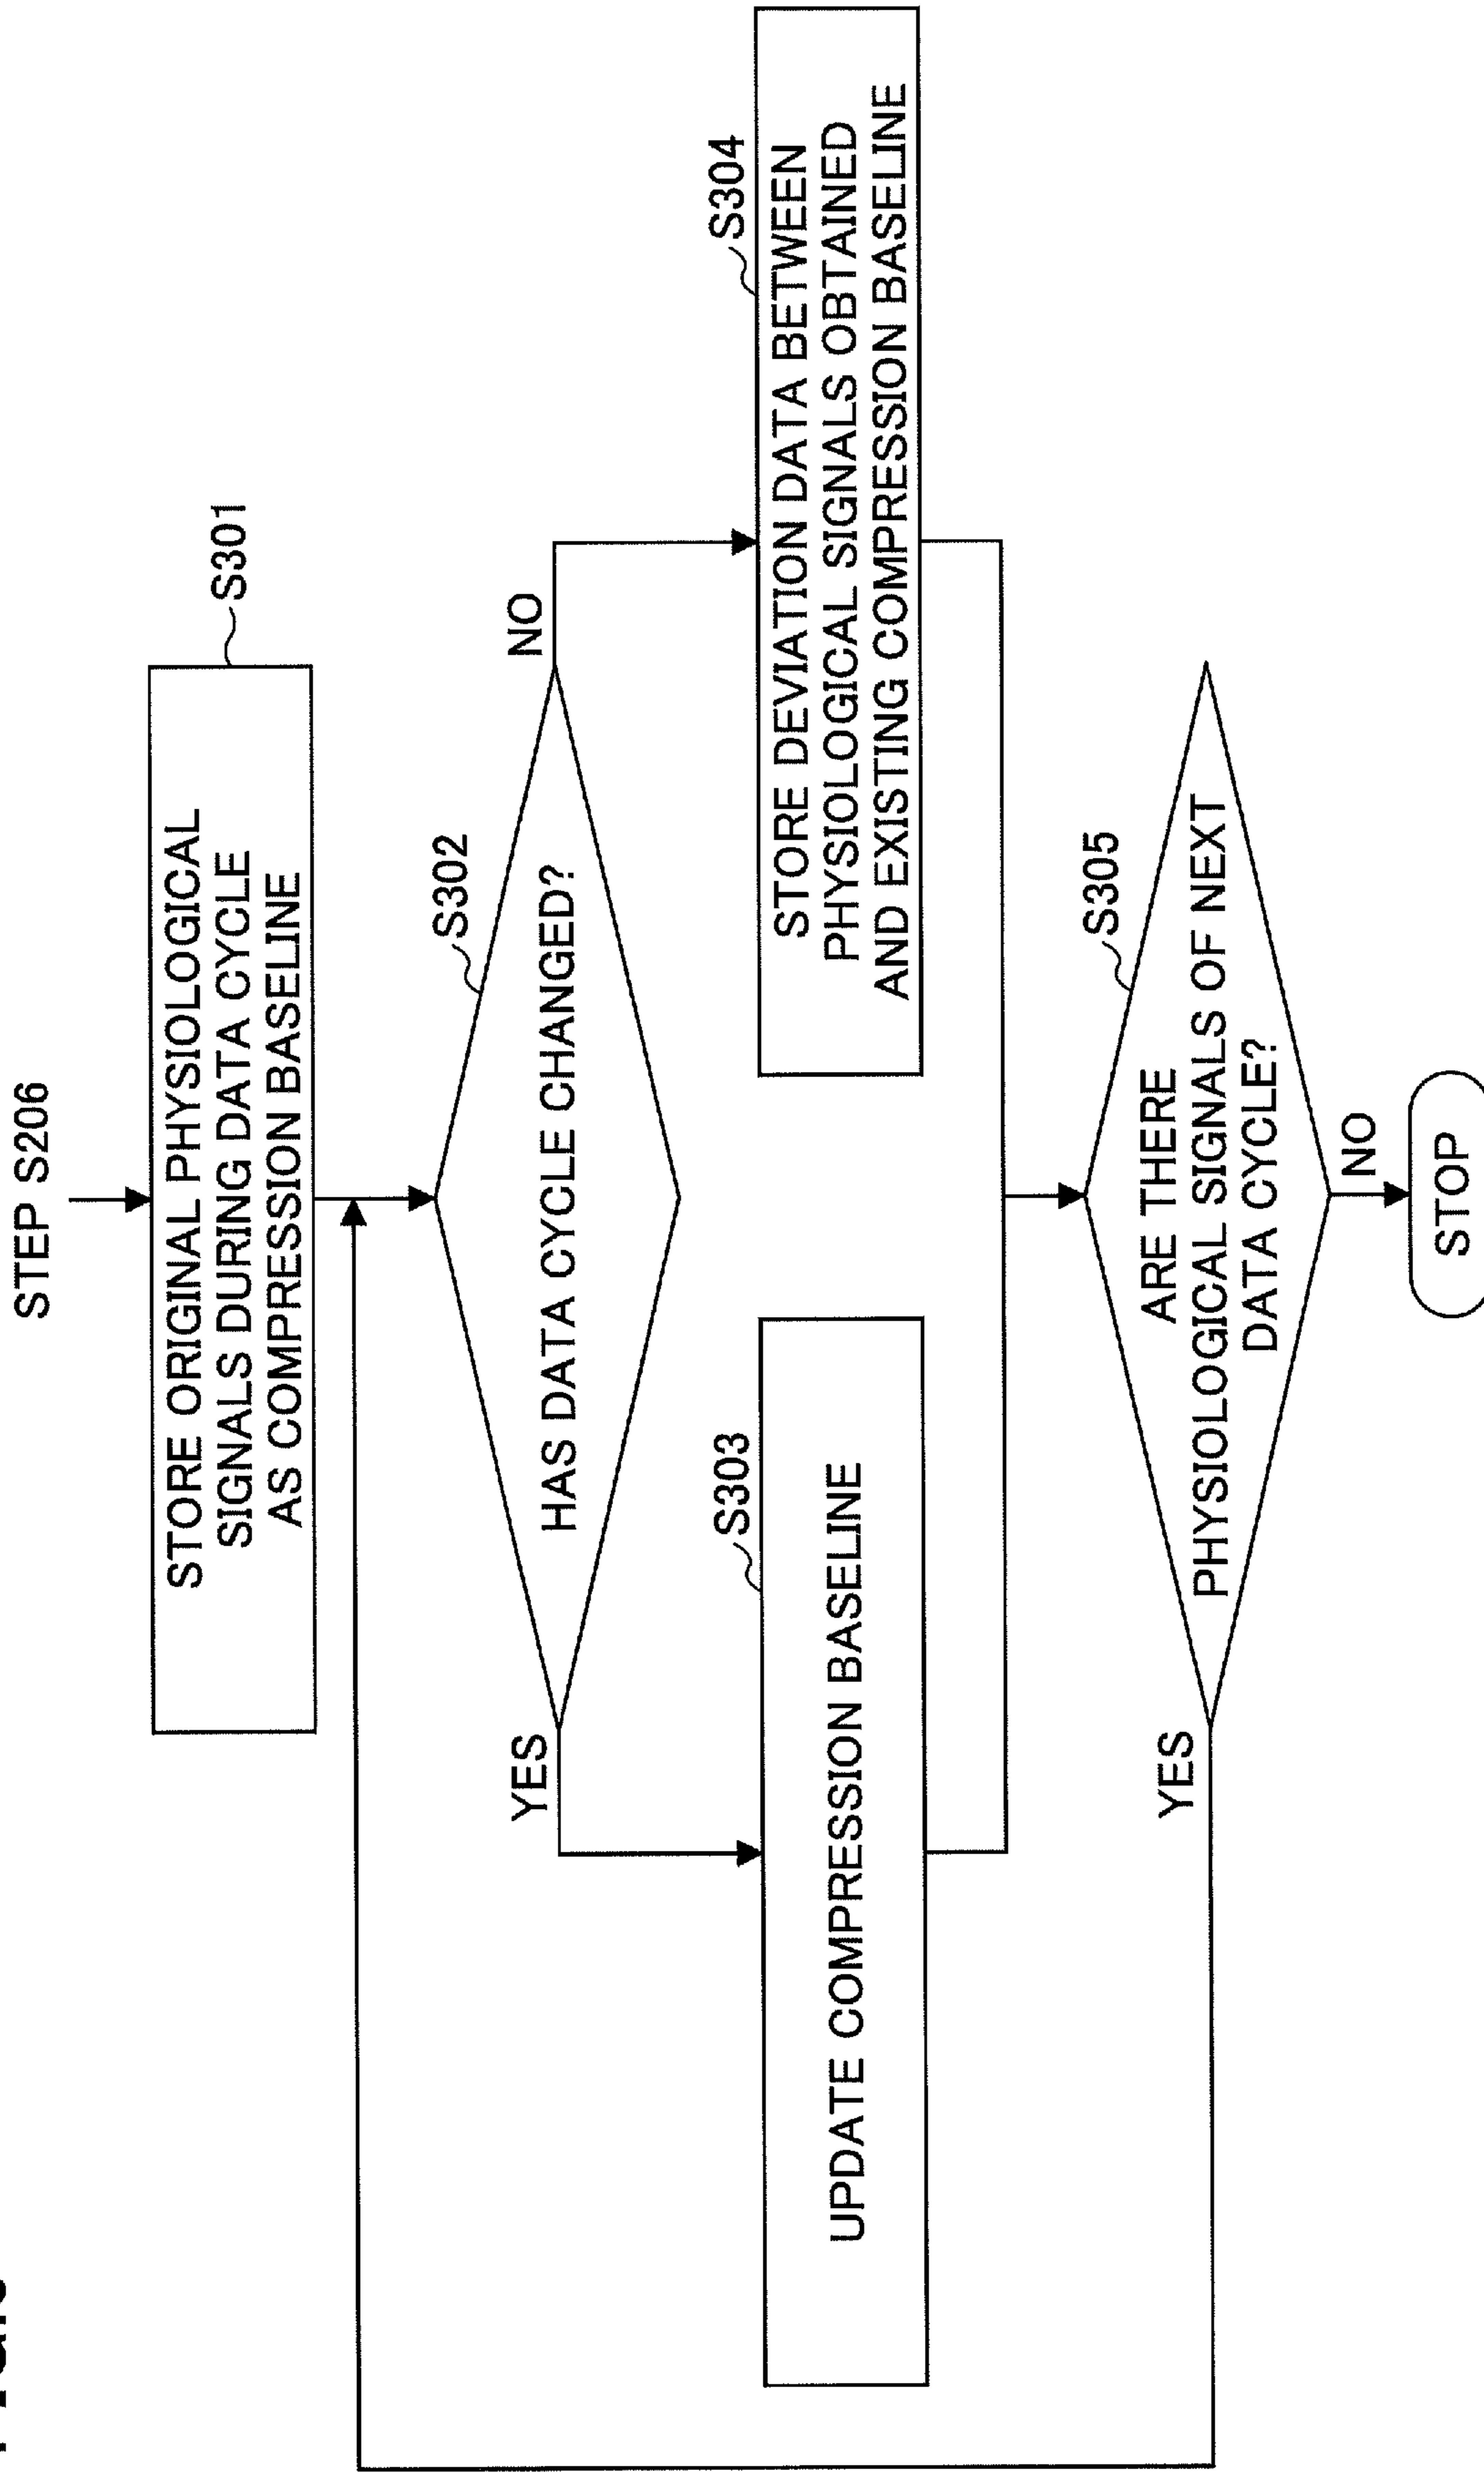 STEP S206
S301
STORE ORIGINAL PHYSIOLOGICAL
SIGNALS DURING DATA CYCLE
AS COMPRESSION BASELINE
S302
HAS DATA CYCLE CHANGED?
YES
NO
S303
UPDATE COMPRESSION BASELINE
S304
STORE DEVIATION DATA BETWEEN
PHYSIOLOGICAL SIGNALS OBTAINED
AND EXISTING COMPRESSION BASELINE
S305
ARE THERE
PHYSIOLOGICAL SIGNALS OF NEXT
DATA CYCLE?
YES
NO
STOP